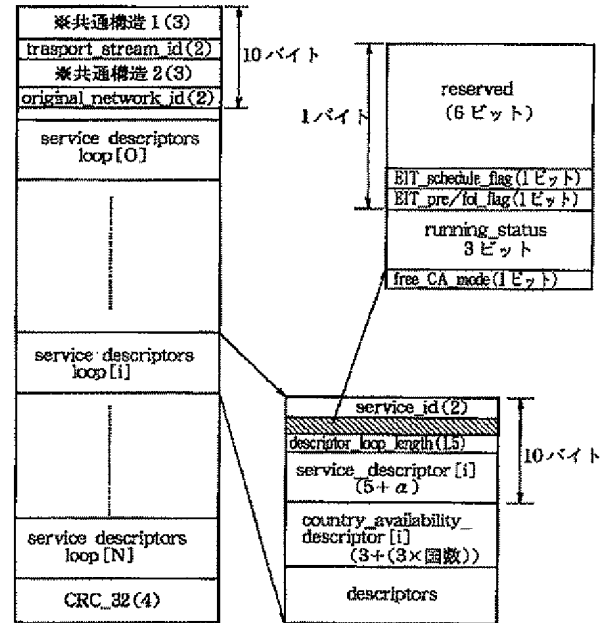 ※共通構造1(3)
trasport_stream_id(2)
※共通構造2(3)
original_network_id(2)
10バイト
service descriptors
loop[0]
service descriptors
loop[i]
service descriptors
loop[N]
CRC_32(4)
1バイト
reserved
(6ビット)
EIT_schedule_flag(1ビット)
EIT_pre/fol_flag(1ビット)
running_status
3ビット
free_CA_mode(1ビット)
service_id(2)
descriptor_loop_length(1.5)
service_descriptor[i]
(5+α)
10バイト
country_availability_
descriptor[i]
(3+(3×国数))
descriptors